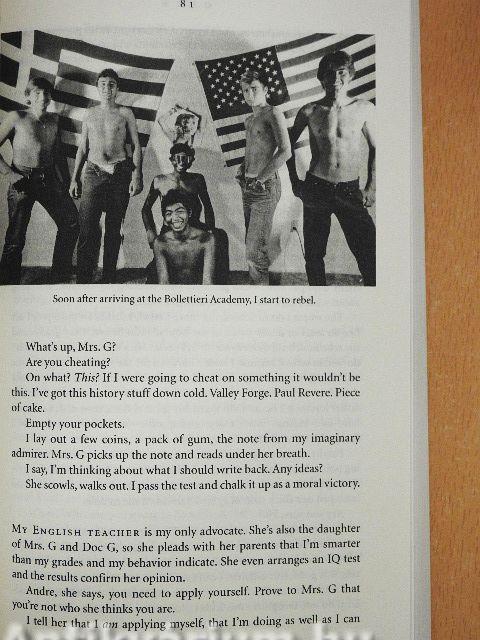 81
Soon after arriving at the Bollettieri Academy, I start to rebel.
What's up, Mrs. G?
Are you cheating?
On what? This? If I were going to cheat on something it wouldn't be
this. I've got this history stuff down cold. Valley Forge. Paul Revere. Piece
of cake.
Empty your pockets.
I lay out a few coins, a pack of gum, the note from my imaginary
admirer. Mrs. G picks up the note and reads under her breath.
I say, I'm thinking about what I should write back. Any ideas?
She scowls, walks out. I pass the test and chalk it up as a moral victory.
MY ENGLISH TEACHER is my only advocate. She's also the daughter
of Mrs. G and Doc G, so she pleads with her parents that I'm smarter
than my grades and my behavior indicate. She even arranges an IQ test
and the results confirm her opinion.
Andre, she says, you need to apply yourself. Prove to Mrs. G that
you're not who she thinks you are.
I tell her that I am applying myself, that I'm doing as well as I can